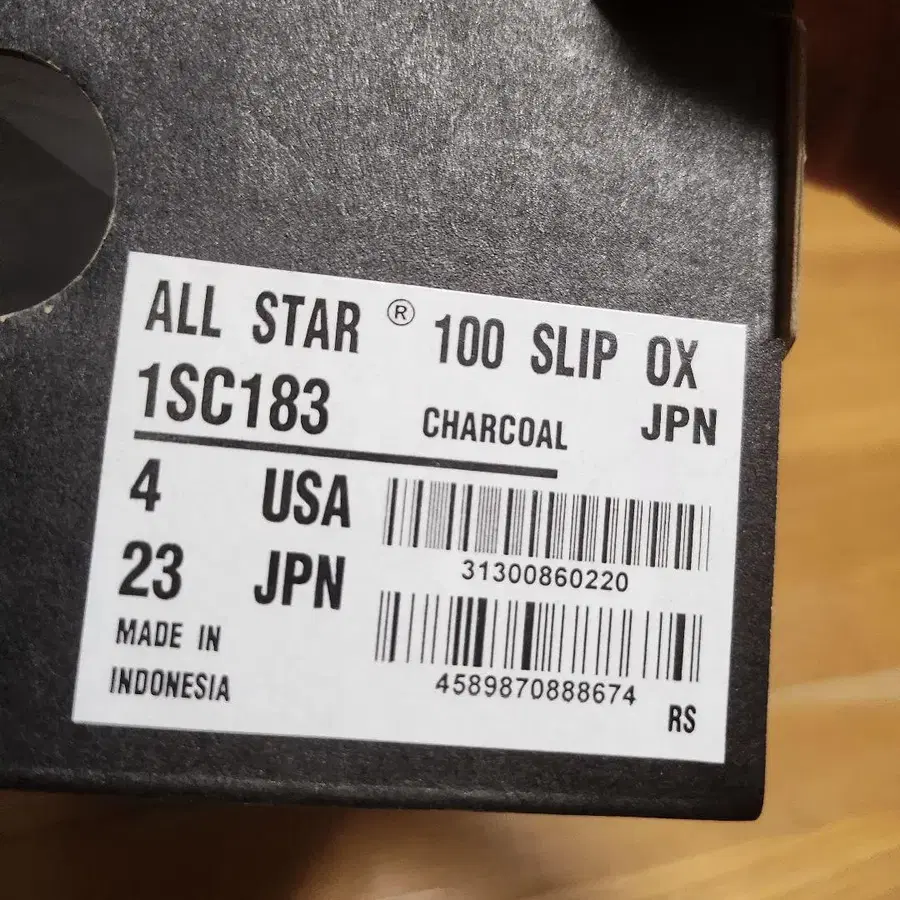 ALL STAR ® 100 SLIP OX
1SC183 CHARCOAL JPN
4 USA
31300860220
23 JPN
MADE IN
INDONESIA
4589870888674
RS